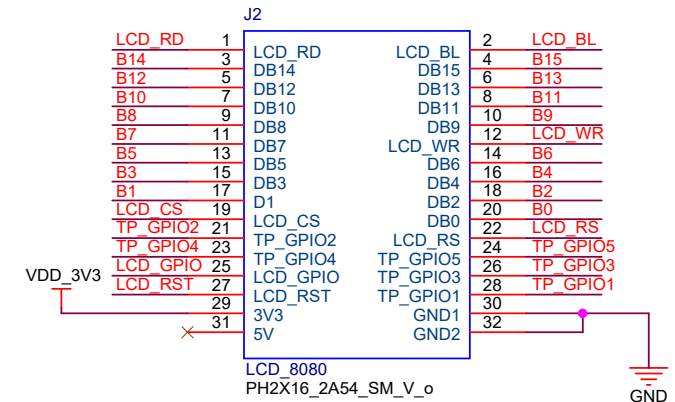 J2
LCD_RD 1 LCD_RD LCD_BL 2 LCD_BL
B14 3 DB14 DB15 4 B15
B12 5 DB12 DB13 6 B13
B10 7 DB10 DB11 8 B11
B8 9 DB8 DB9 10 B9
B7 11 DB7 LCD_WR 12 LCD_WR
B5 13 DB5 DB6 14 B6
B3 15 DB3 DB4 16 B4
B1 17 D1 DB2 18 B2
LCD_CS 19 LCD_CS DB0 20 B0
TP_GPIO2 21 TP_GPIO2 LCD_RS 22 LCD_RS
TP_GPIO4 23 TP_GPIO4 TP_GPIO5 24 TP_GPIO5
LCD_GPIO 25 LCD_GPIO TP_GPIO3 26 TP_GPIO3
VDD_3V3
LCD_RST 27 LCD_RST TP_GPIO1 28 TP_GPIO1
29 3V3 GND1 30
31 5V GND2 32
LCD_8080
PH2X16_2A54_SM_V_o
GND